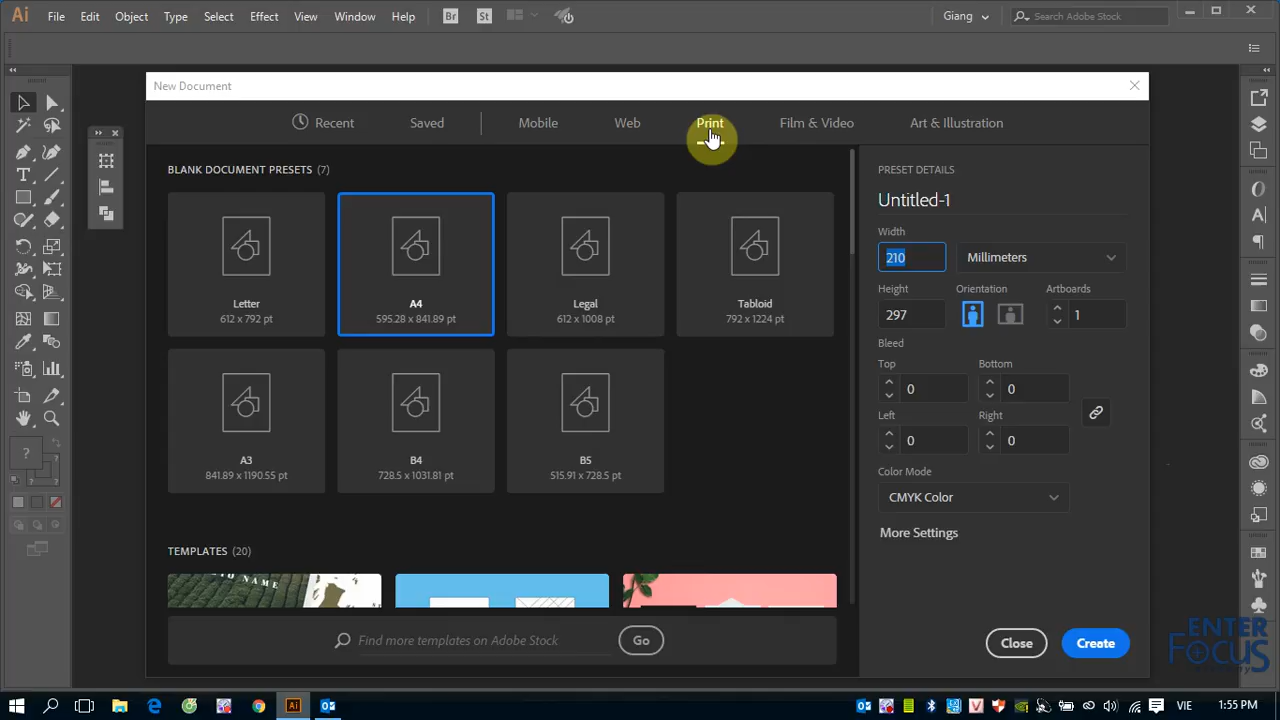 Ai File Edit Object Type Select Effect View Window Help Br St Giang Search Adobe Stock
New Document
Recent Saved Mobile Web Print Film & Video Art & Illustration
BLANK DOCUMENT PRESETS (7)
Letter
612 x 792 pt
A4
595.28 x 841.89 pt
Legal
612 x 1008 pt
Tabloid
792 x 1224 pt
A3
841.89 x 1190.55 pt
B4
728.5 x 1031.81 pt
B5
515.91 x 728.5 pt
TEMPLATES (20)
Find more templates on Adobe Stock Go
PRESET DETAILS
Untitled-1
Width
210 Millimeters
Height Orientation Artboards
297 1
Bleed
Top Bottom
0 0
Left Right
0 0
Color Mode
CMYK Color
More Settings
Close Create
ENTER
FOCUS
VIE 1:55 PM